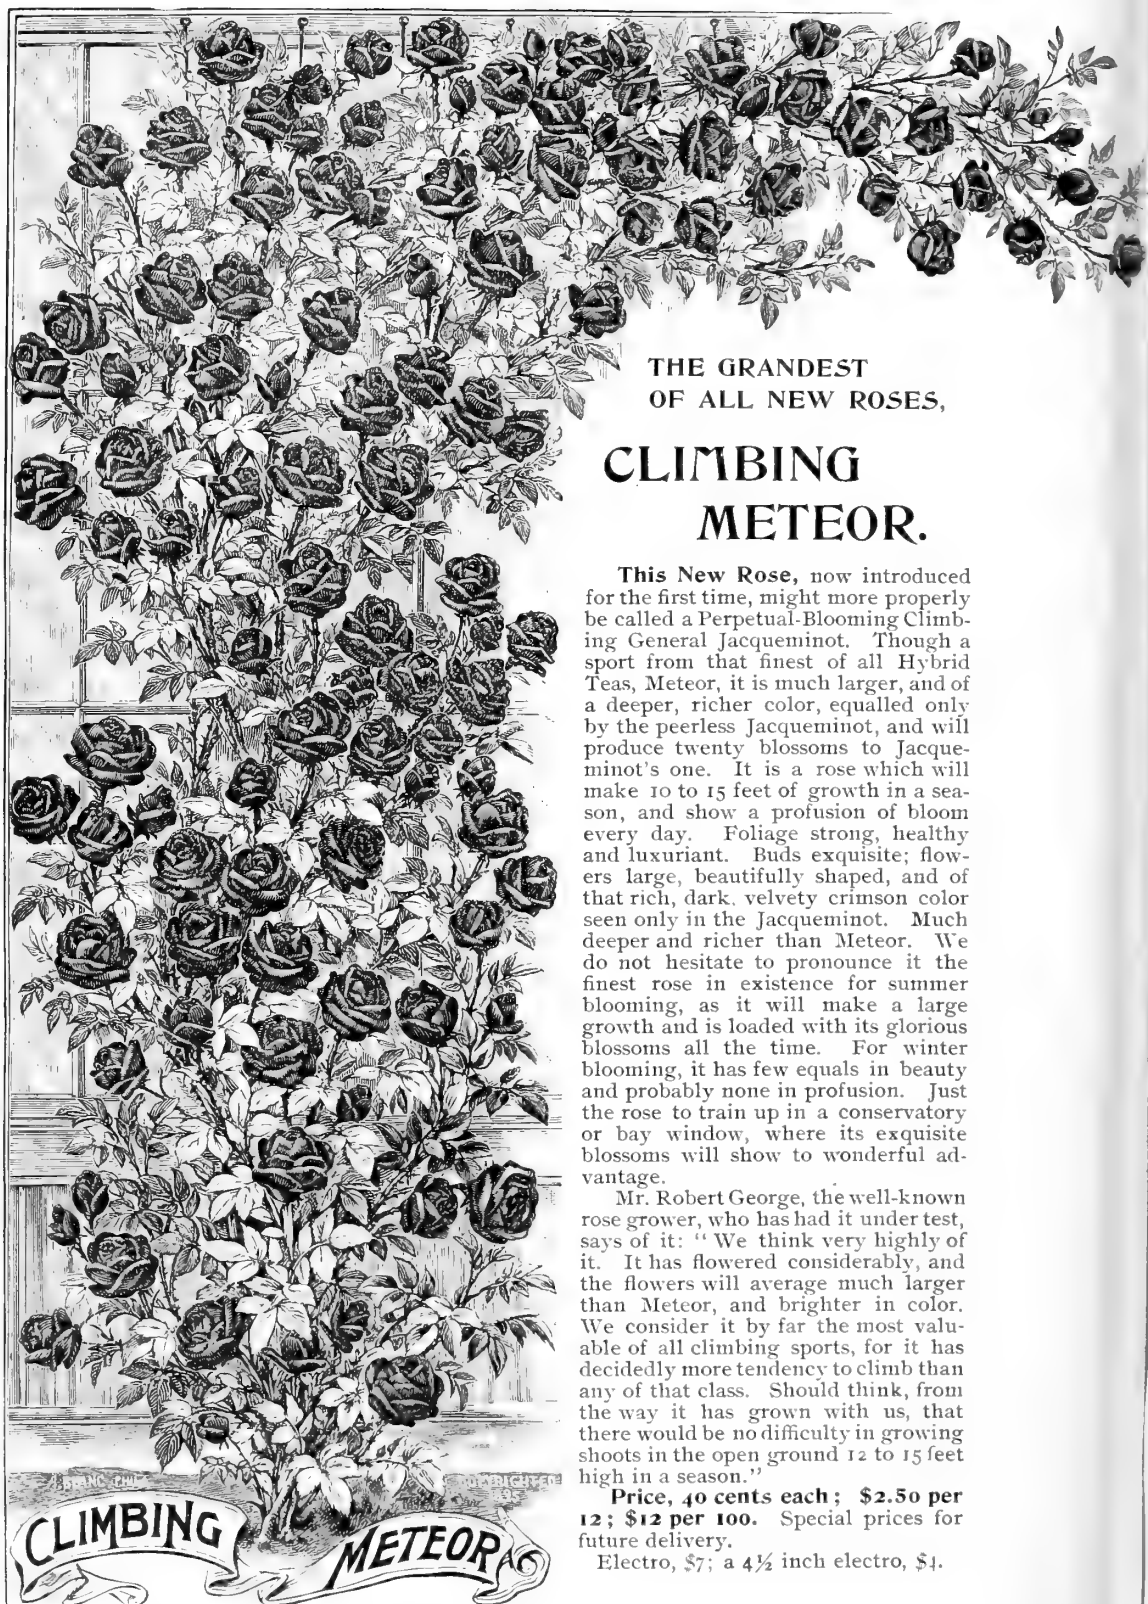 THE GRANDEST
OF ALL NEW ROSES,
CLIMBING
METEOR.
This New Rose, now introduced
for the first time, might more properly
be called a Perpetual-Blooming Climb-
ing General Jacqueminot. Though a
sport from that finest of all Hybrid
Teas, Meteor, it is much larger, and of
a deeper, richer color, equalled only
by the peerless Jacqueminot, and will
produce twenty blossoms to Jacque-
minot's one. It is a rose which will
make 10 to 15 feet of growth in a sea-
son, and show a profusion of bloom
every day. Foliage strong, healthy
and luxuriant. Buds exquisite; flow-
ers large, beautifully shaped, and of
that rich, dark, velvety crimson color
seen only in the Jacqueminot. Much
deeper and richer than Meteor. We
do not hesitate to pronounce it the
finest rose in existence for summer
blooming, as it will make a large
growth and is loaded with its glorious
blossoms all the time. For winter
blooming, it has few equals in beauty
and probably none in profusion. Just
the rose to train up in a conservatory
or bay window, where its exquisite
blossoms will show to wonderful ad-
vantage.
Mr. Robert George, the well-known
rose grower, who has had it under test,
says of it: "We think very highly of
it. It has flowered considerably, and
the flowers will average much larger
than Meteor, and brighter in color.
We consider it by far the most valu-
able of all climbing sports, for it has
decidedly more tendency to climb than
any of that class. Should think, from
the way it has grown with us, that
there would be no difficulty in growing
shoots in the open ground 12 to 15 feet
high in a season."
Price, 40 cents each; $2.50 per
12; $12 per 100. Special prices for
future delivery.
Electro, $7; a 4½ inch electro, $4.
A. BLANC PHIL
COPYRIGHTED
CLIMBING METEOR